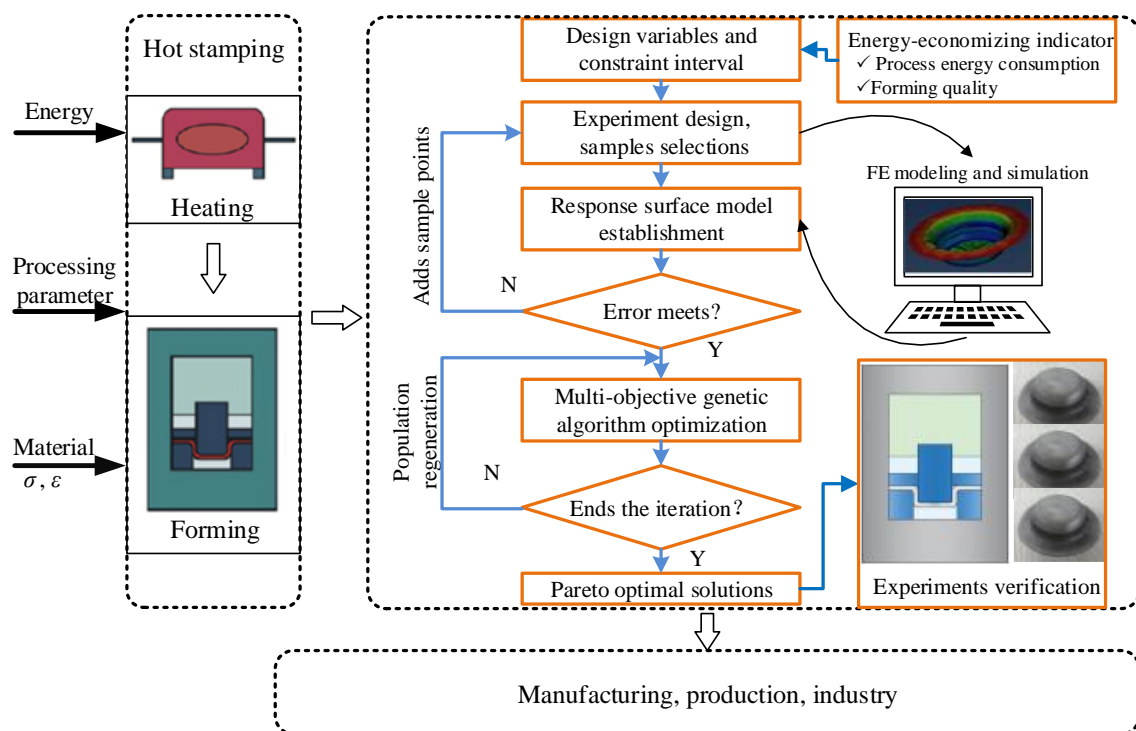 Hot stamping
Energy
Heating
Processing
parameter
Material
σ, ε
Forming
Design variables and
constraint interval
Energy-economizing indicator
✓ Process energy consumption
✓Forming quality
Experiment design,
samples selections
FE modeling and simulation
Response surface model
establishment
Adds sample points
N
Error meets?
Y
Multi-objective genetic
algorithm optimization
Population
regeneration
N
Ends the iteration?
Y
Pareto optimal solutions
Experiments verification
Manufacturing, production, industry